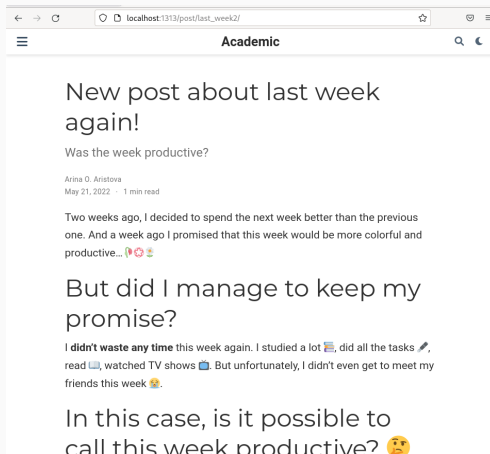 localhost:1313/post/last_week2/
Academic
New post about last week
again!
Was the week productive?
Arina O. Aristova
May 21, 2022 · 1 min read
Two weeks ago, I decided to spend the next week better than the previous
one. And a week ago I promised that this week would be more colorful and
productive…🥀💮🌷
But did I manage to keep my
promise?
I didn’t waste any time this week again. I studied a lot 📚, did all the tasks 🖋,
read 📖, watched TV shows 📺. But unfortunately, I didn’t even get to meet my
friends this week 😭.
In this case, is it possible to
call this week productive? 🤔